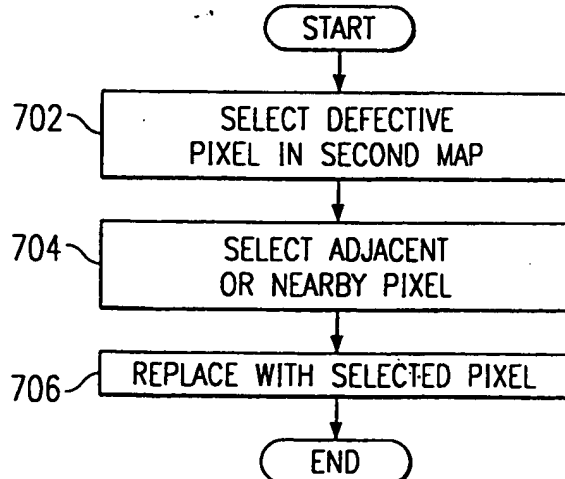 START
702
SELECT DEFECTIVE
PIXEL IN SECOND MAP
704
SELECT ADJACENT
OR NEARBY PIXEL
706
REPLACE WITH SELECTED PIXEL
END